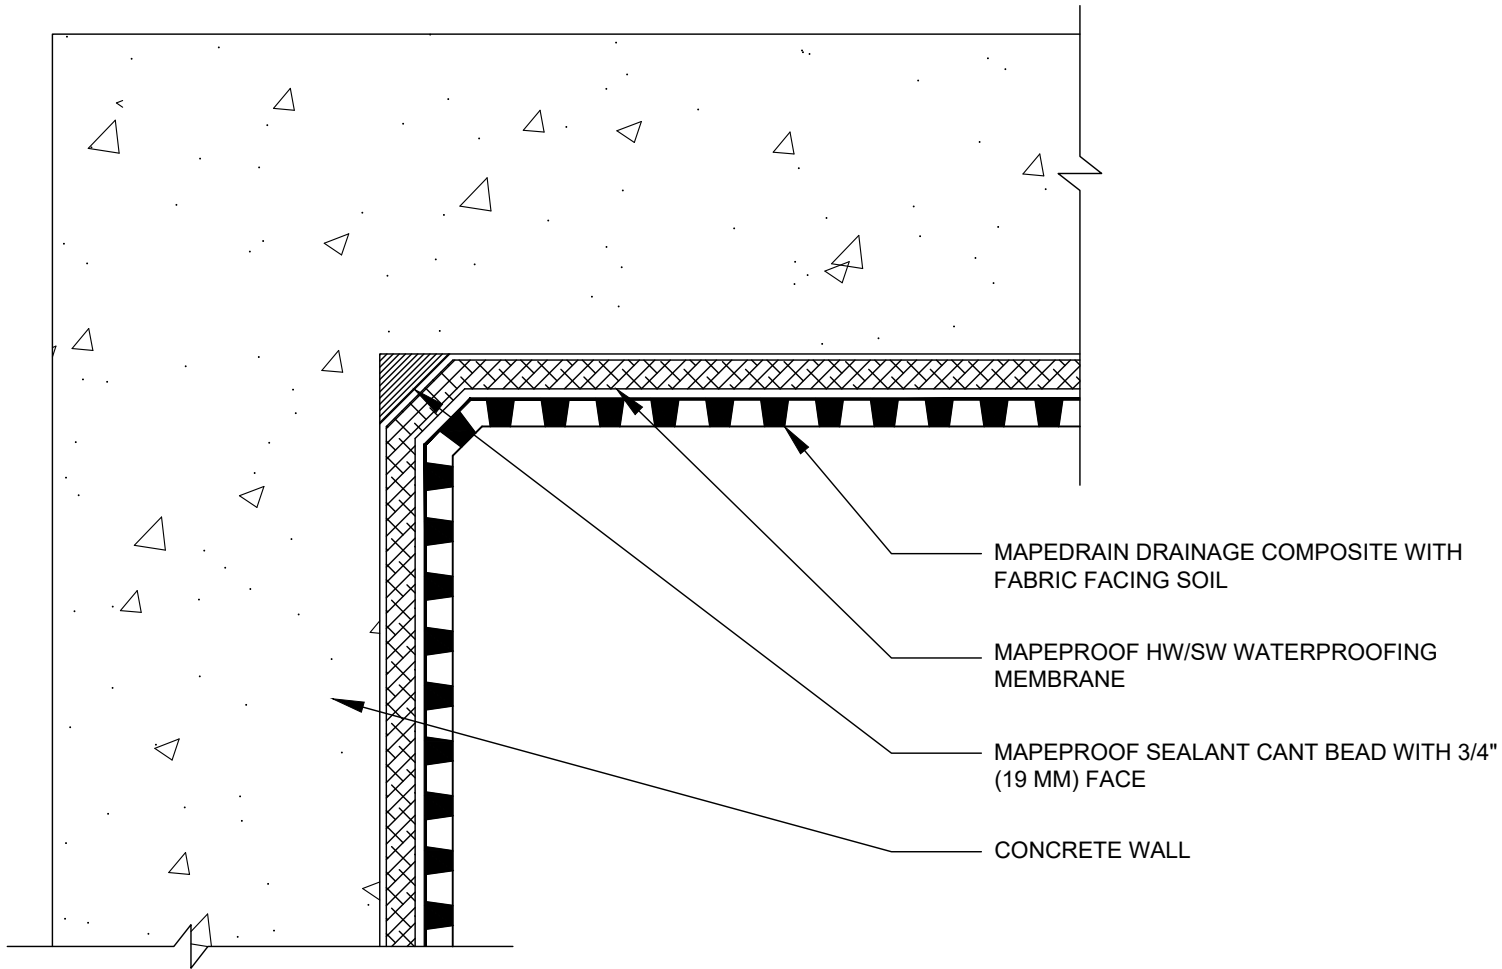 MAPEDRAIN DRAINAGE COMPOSITE WITH
FABRIC FACING SOIL
MAPEPROOF HW/SW WATERPROOFING
MEMBRANE
MAPEPROOF SEALANT CANT BEAD WITH 3/4"
(19 MM) FACE
CONCRETE WALL